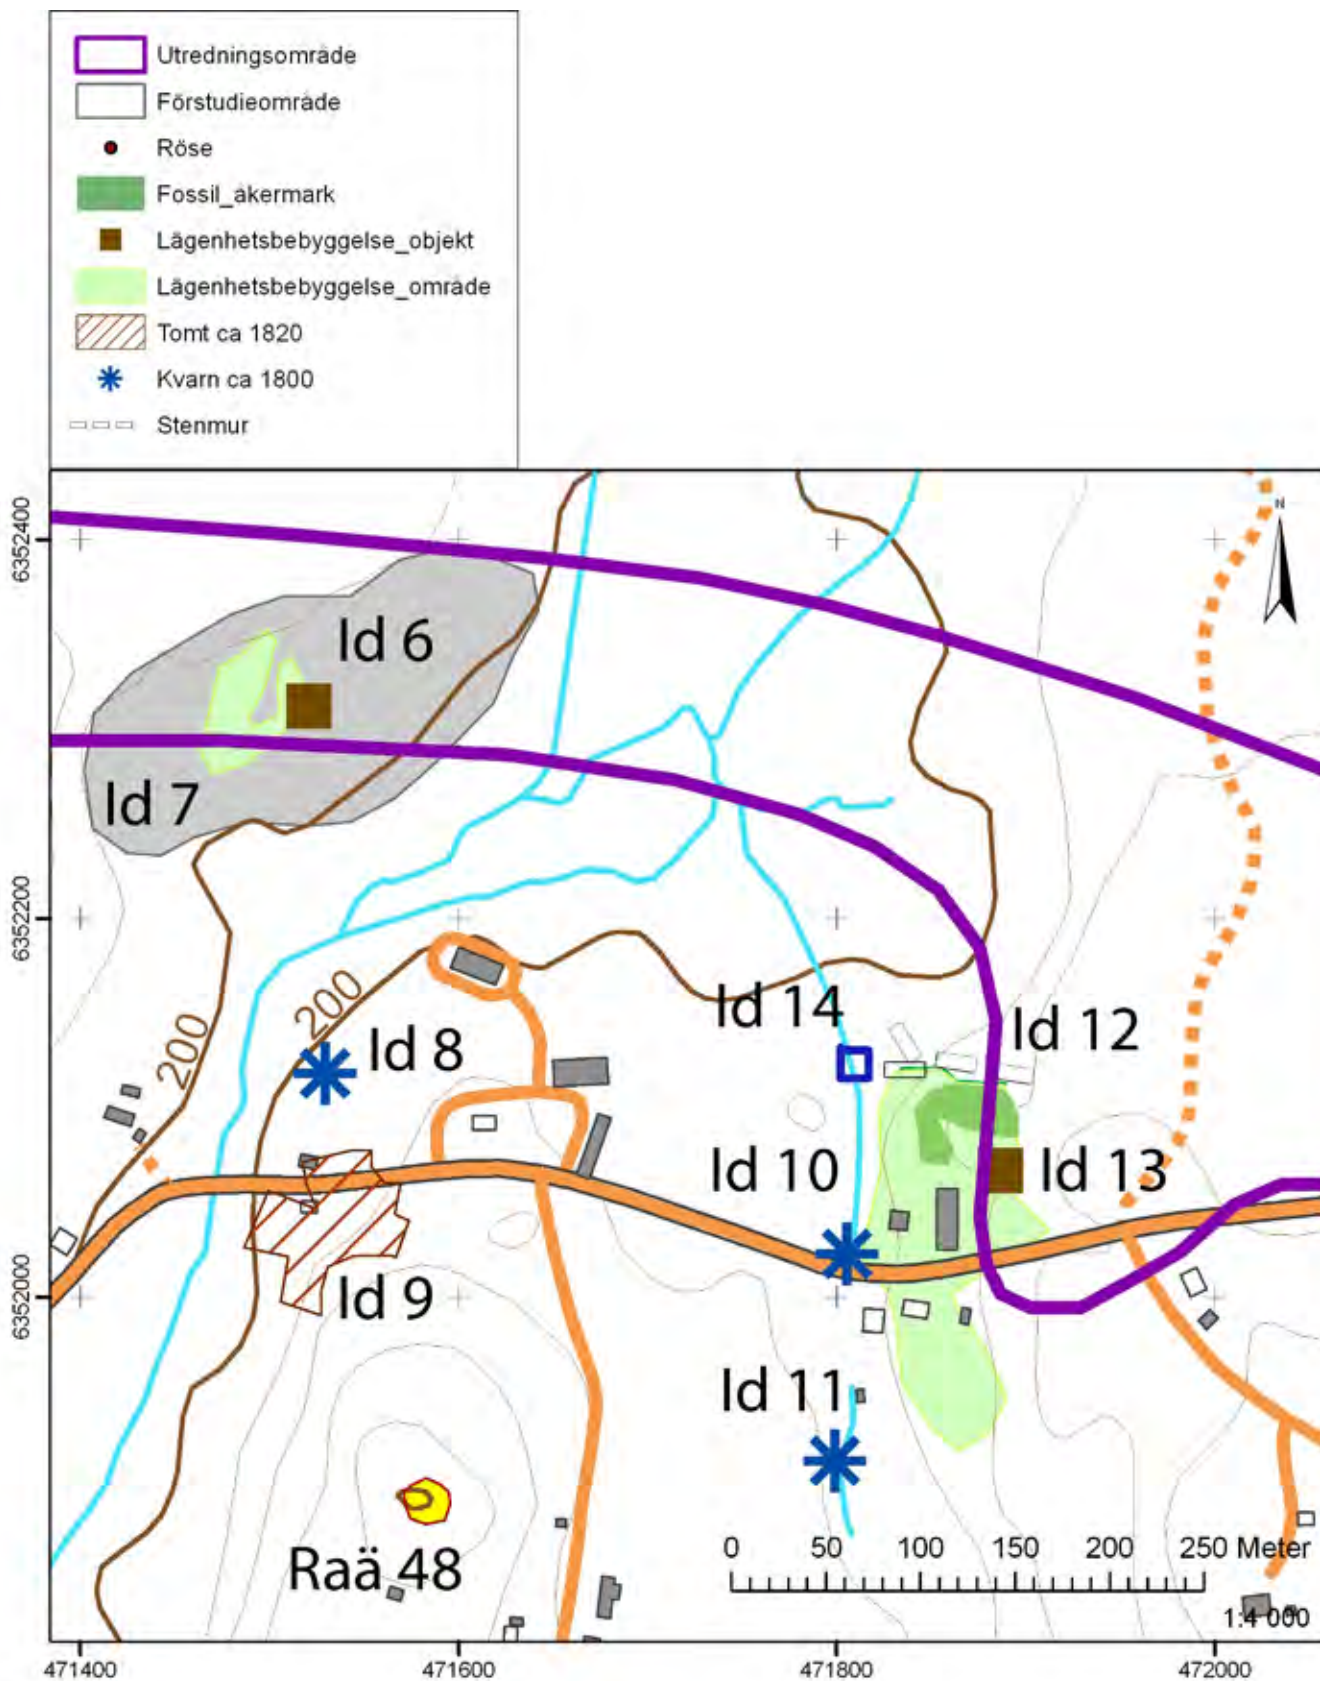 Utredningsområde
Förstudieområde
Röse
Fossil_åkermark
Lägenhetsbebyggelse_objekt
Lägenhetsbebyggelse_område
Tomt ca 1820
Kvarn ca 1800
Stenmur
6352400
N
Id 6
Id 7
6352200
200
200
Id 14
Id 12
Id 8
Id 10
Id 13
6352000
Id 9
Id 11
Raä 48
0 50 100 150 200 250 Meter
1:4 000
471400 471600 471800 472000